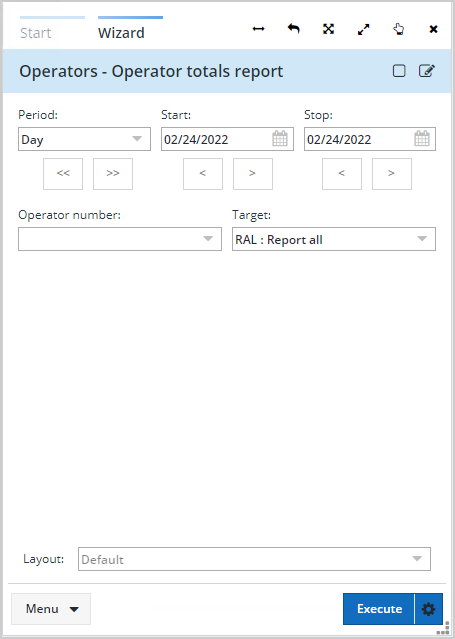 Start Wizard
Operators - Operator totals report
Period: Start: Stop:
Day 02/24/2022 02/24/2022
<< >> < > < >
Operator number: Target:
RAL : Report all
Layout: Default
Menu Execute